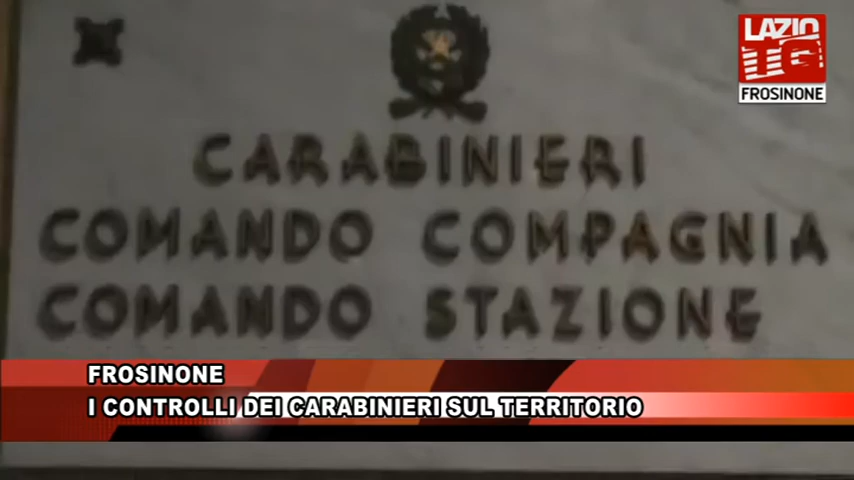 LAZIO
TG
FROSINONE
CARABINIERI
COMANDO COMPAGNIA
COMANDO STAZIONE
FROSINONE
I CONTROLLI DEI CARABINIERI SUL TERRITORIO